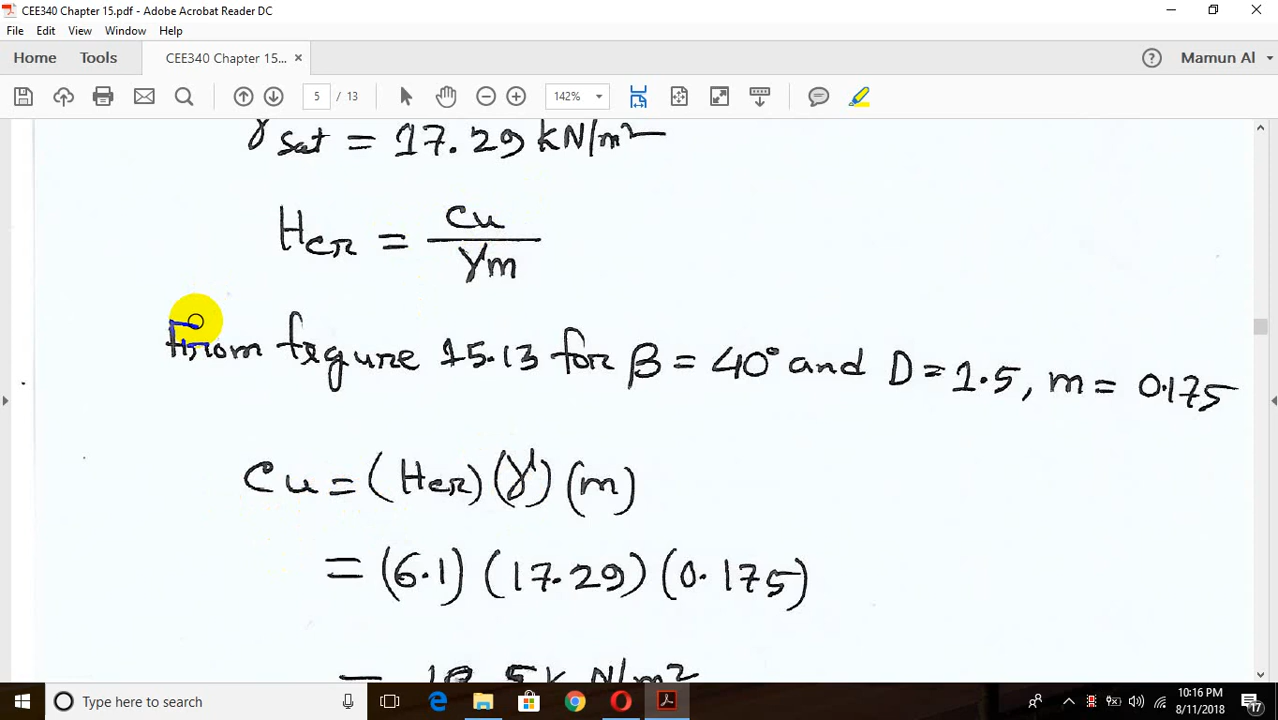 CEE340 Chapter 15.pdf - Adobe Acrobat Reader DC
File Edit View Window Help
Home Tools CEE340 Chapter 15... × Mamun Al
5 / 13 142%
γsat = 17.29 kN/m²
Hcr = cu / γm
From figure 15.13 for β = 40° and D = 1.5, m = 0.175
cu = (Hcr) (γ) (m)
= (6.1) (17.29) (0.175)
= kN/m²
Type here to search
10:16 PM
8/11/2018
17